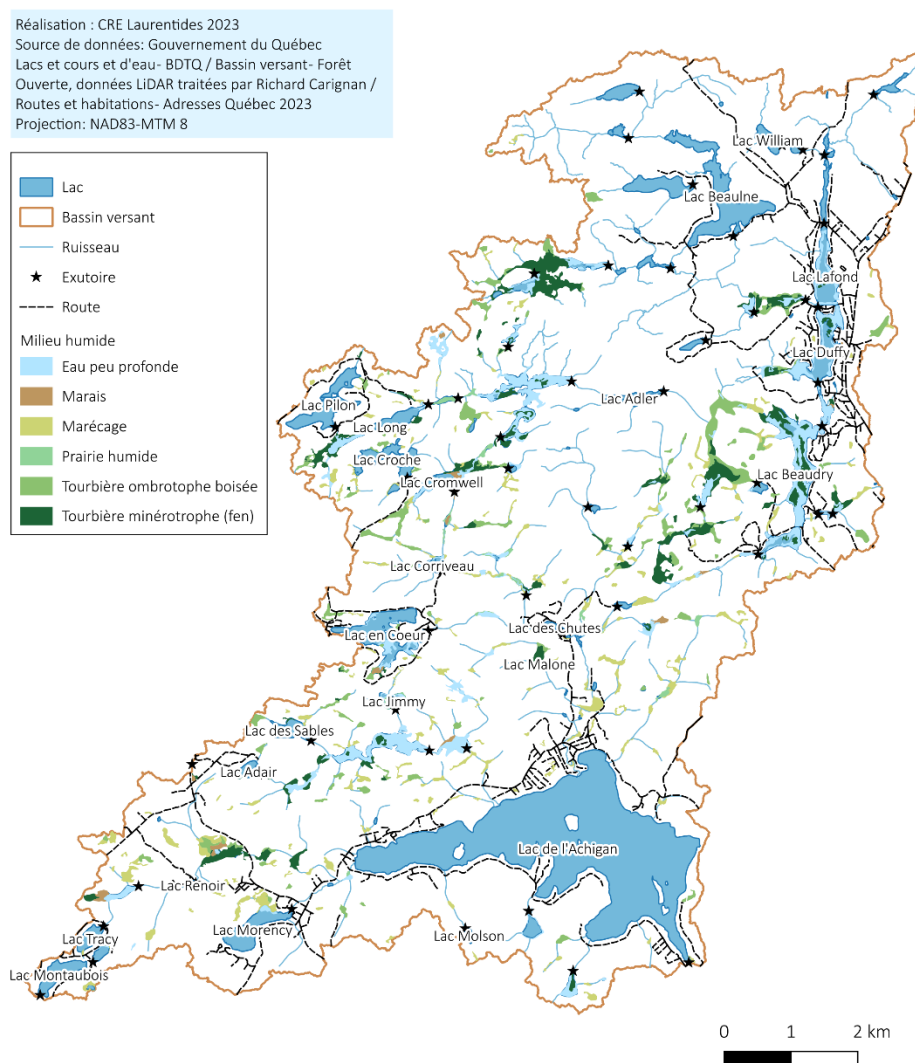 Réalisation : CRE Laurentides 2023
Source de données: Gouvernement du Québec
Lacs et cours et d'eau- BDTQ / Bassin versant- Forêt
Ouverte, données LiDAR traitées par Richard Carignan /
Routes et habitations- Adresses Québec 2023
Projection: NAD83-MTM 8
Lac
Bassin versant
Ruisseau
Exutoire
Route
Milieu humide
Eau peu profonde
Marais
Marécage
Prairie humide
Tourbière ombrotophe boisée
Tourbière minérotrophe (fen)
Lac William
Lac Beaulne
Lac Lafond
Lac Duffy
Lac Adler
Lac Pilon
Lac Long
Lac Croche
Lac Cromwell
Lac Beaudry
Lac Corriveau
Lac en Coeur
Lac des Chutes
Lac Malone
Lac Jimmy
Lac des Sables
Lac Adair
Lac de l'Achigan
Lac Renoir
Lac Morency
Lac Molson
Lac Tracy
Lac Montaubois
0 1 2 km